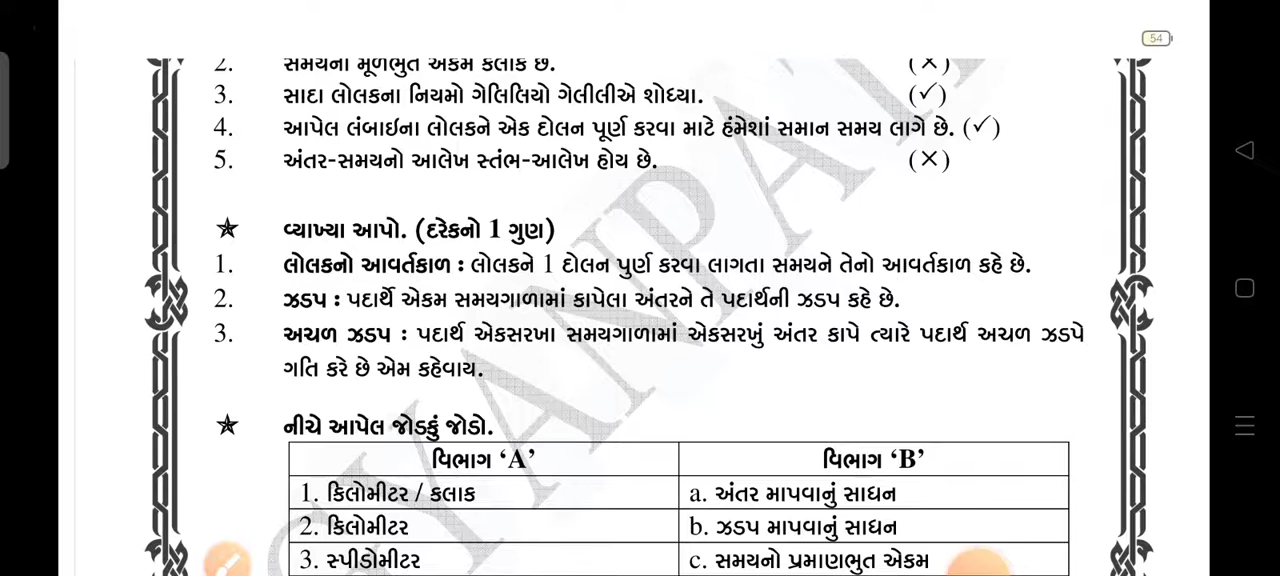 54
2. સમયનો મૂળભુત એકમ કલાક છે. (✗)
3. સાદા લોલકના નિયમો ગેલિલિયો ગેલીલીએ શોધ્યા. (✓)
4. આપેલ લંબાઇના લોલકને એક દોલન પૂર્ણ કરવા માટે હંમેશાં સમાન સમય લાગે છે. (✓)
5. અંતર-સમયનો આલેખ સ્તંભ-આલેખ હોય છે. (✗)
★ વ્યાખ્યા આપો. (દરેકનો 1 ગુણ)
1. લોલકનો આવર્તકાળ : લોલકને 1 દોલન પુર્ણ કરવા લાગતા સમયને તેનો આવર્તકાળ કહે છે.
2. ઝડપ : પદાર્થે એકમ સમયગાળામાં કાપેલા અંતરને તે પદાર્થની ઝડપ કહે છે.
3. અચળ ઝડપ : પદાર્થ એકસરખા સમયગાળામાં એકસરખું અંતર કાપે ત્યારે પદાર્થ અચળ ઝડપે
ગતિ કરે છે એમ કહેવાય.
★ નીચે આપેલ જોડકું જોડો.
વિભાગ ‘A’ વિભાગ ‘B’
1. કિલોમીટર / કલાક a. અંતર માપવાનું સાધન
2. કિલોમીટર b. ઝડપ માપવાનું સાધન
3. સ્પીડોમીટર c. સમયનો પ્રમાણભુત એકમ